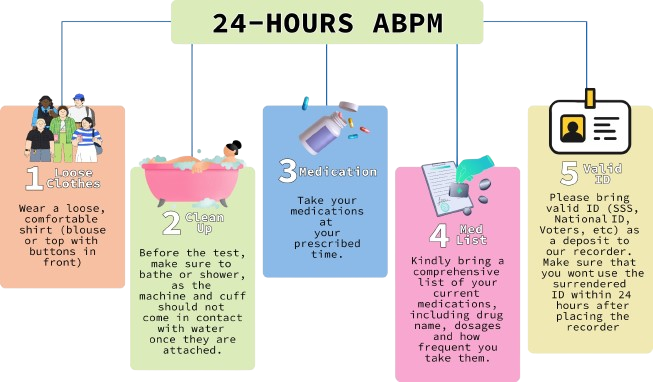 24-HOURS ABPM
1 Loose
Clothes
Wear a loose,
comfortable
shirt (blouse
or top with
buttons in
front)
2 Clean
Up
Before the test,
make sure to
bathe or shower,
as the
machine and cuff
should not
come in contact
with water
once they are
attached.
3 Medication
Take your
medications
at
your
prescribed
time.
4 Med
List
Kindly bring a
comprehensive
list of your
current
medications,
including drug
name, dosages
and how
frequent you
take them.
5 Valid
ID
Please bring
valid ID (SSS,
National ID,
Voters, etc) as
a deposit to
our recorder.
Make sure that
you wont use the
surrendered
ID within 24
hours after
placing the
recorder